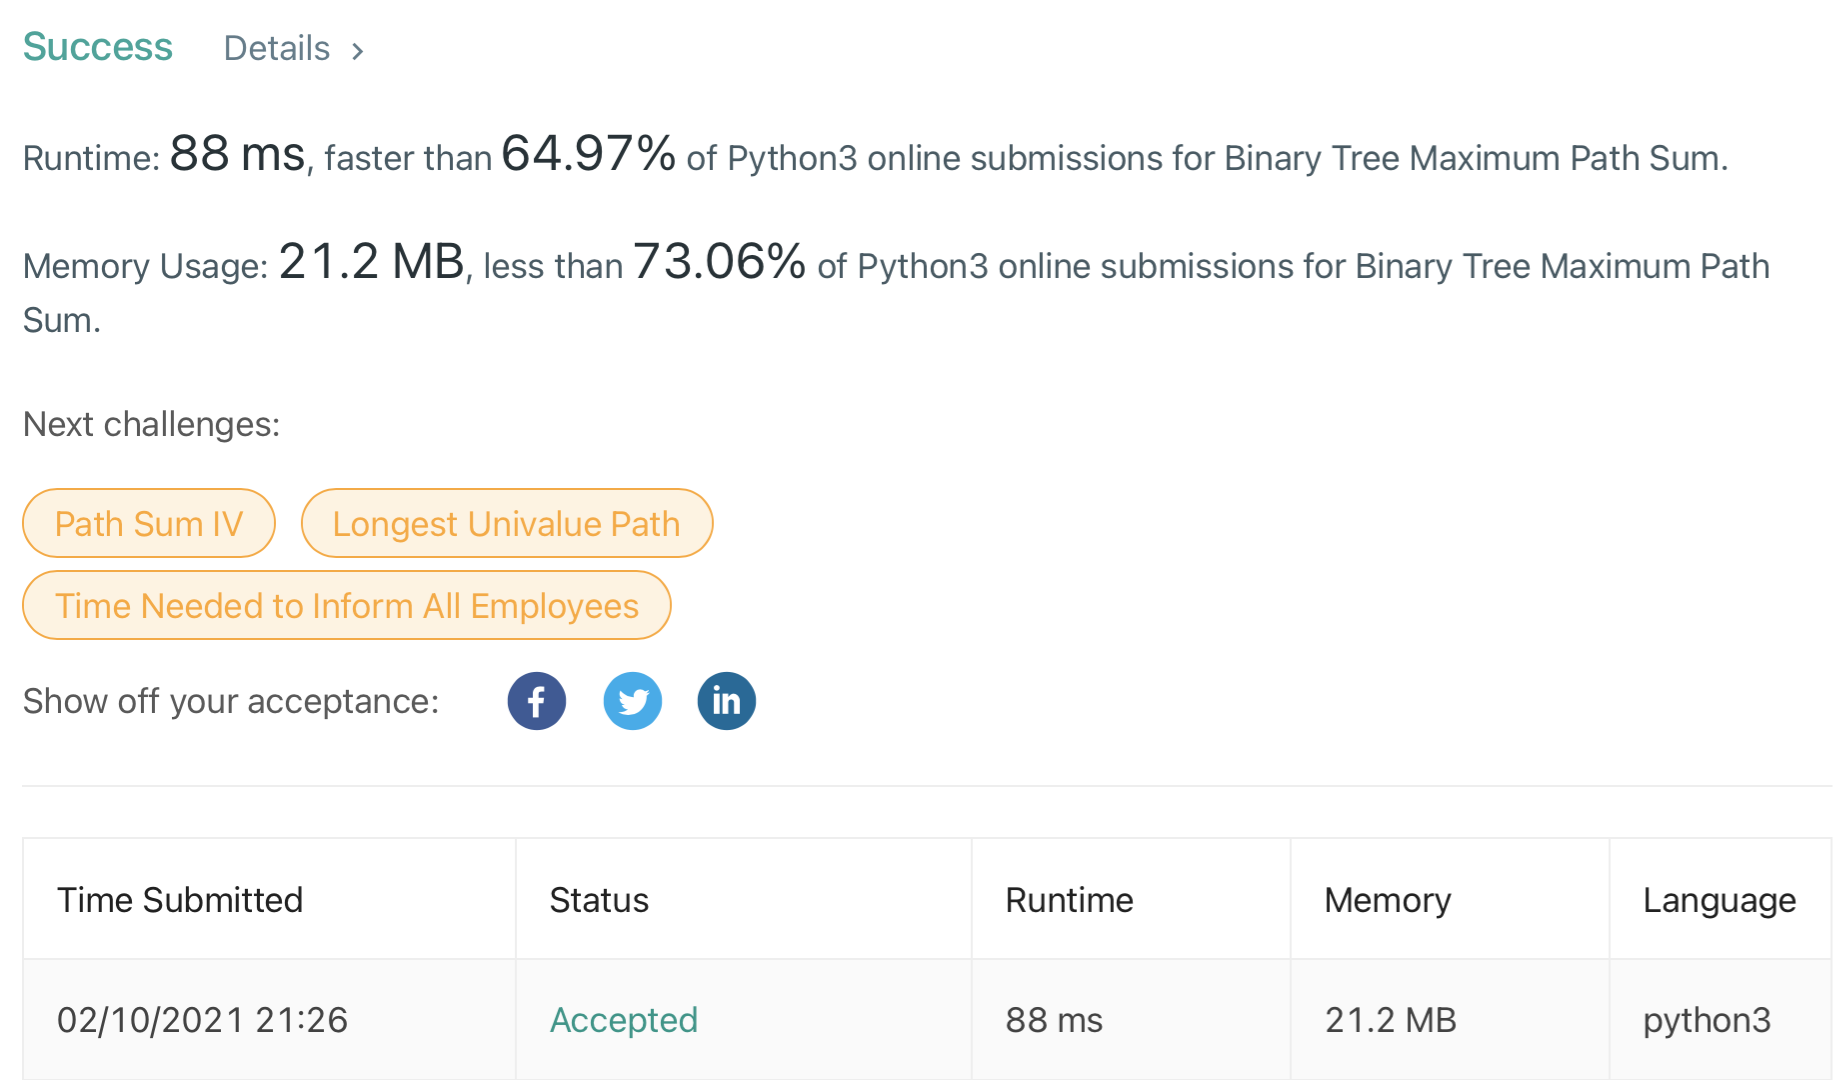 Success Details >
Runtime: 88 ms, faster than 64.97% of Python3 online submissions for Binary Tree Maximum Path Sum.
Memory Usage: 21.2 MB, less than 73.06% of Python3 online submissions for Binary Tree Maximum Path
Sum.
Next challenges:
Path Sum IV Longest Univalue Path
Time Needed to Inform All Employees
Show off your acceptance: f in
Time Submitted Status Runtime Memory Language
02/10/2021 21:26 Accepted 88 ms 21.2 MB python3